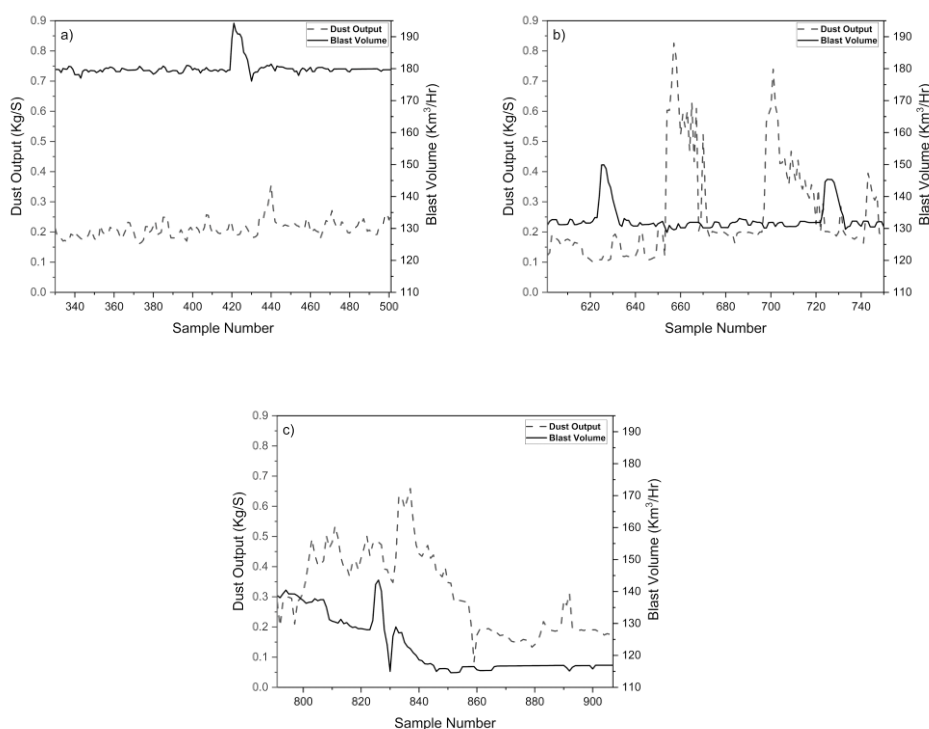 a)
Dust Output
Blast Volume
Dust Output (Kg/S)
0.9
0.8
0.7
0.6
0.5
0.4
0.3
0.2
0.1
0.0
190
180
170
160
150
140
130
120
110
Blast Volume (Km³/Hr)
340 360 380 400 420 440 460 480 500
Sample Number
b)
Dust Output
Blast Volume
Dust Output (Kg/S)
0.9
0.8
0.7
0.6
0.5
0.4
0.3
0.2
0.1
0.0
190
180
170
160
150
140
130
120
110
Blast Volume (Km³/Hr)
620 640 660 680 700 720 740
Sample Number
c)
Dust Output
Blast Volume
Dust Output (Kg/S)
0.9
0.8
0.7
0.6
0.5
0.4
0.3
0.2
0.1
0.0
190
180
170
160
150
140
130
120
110
Blast Volume (Km³/Hr)
800 820 840 860 880 900
Sample Number